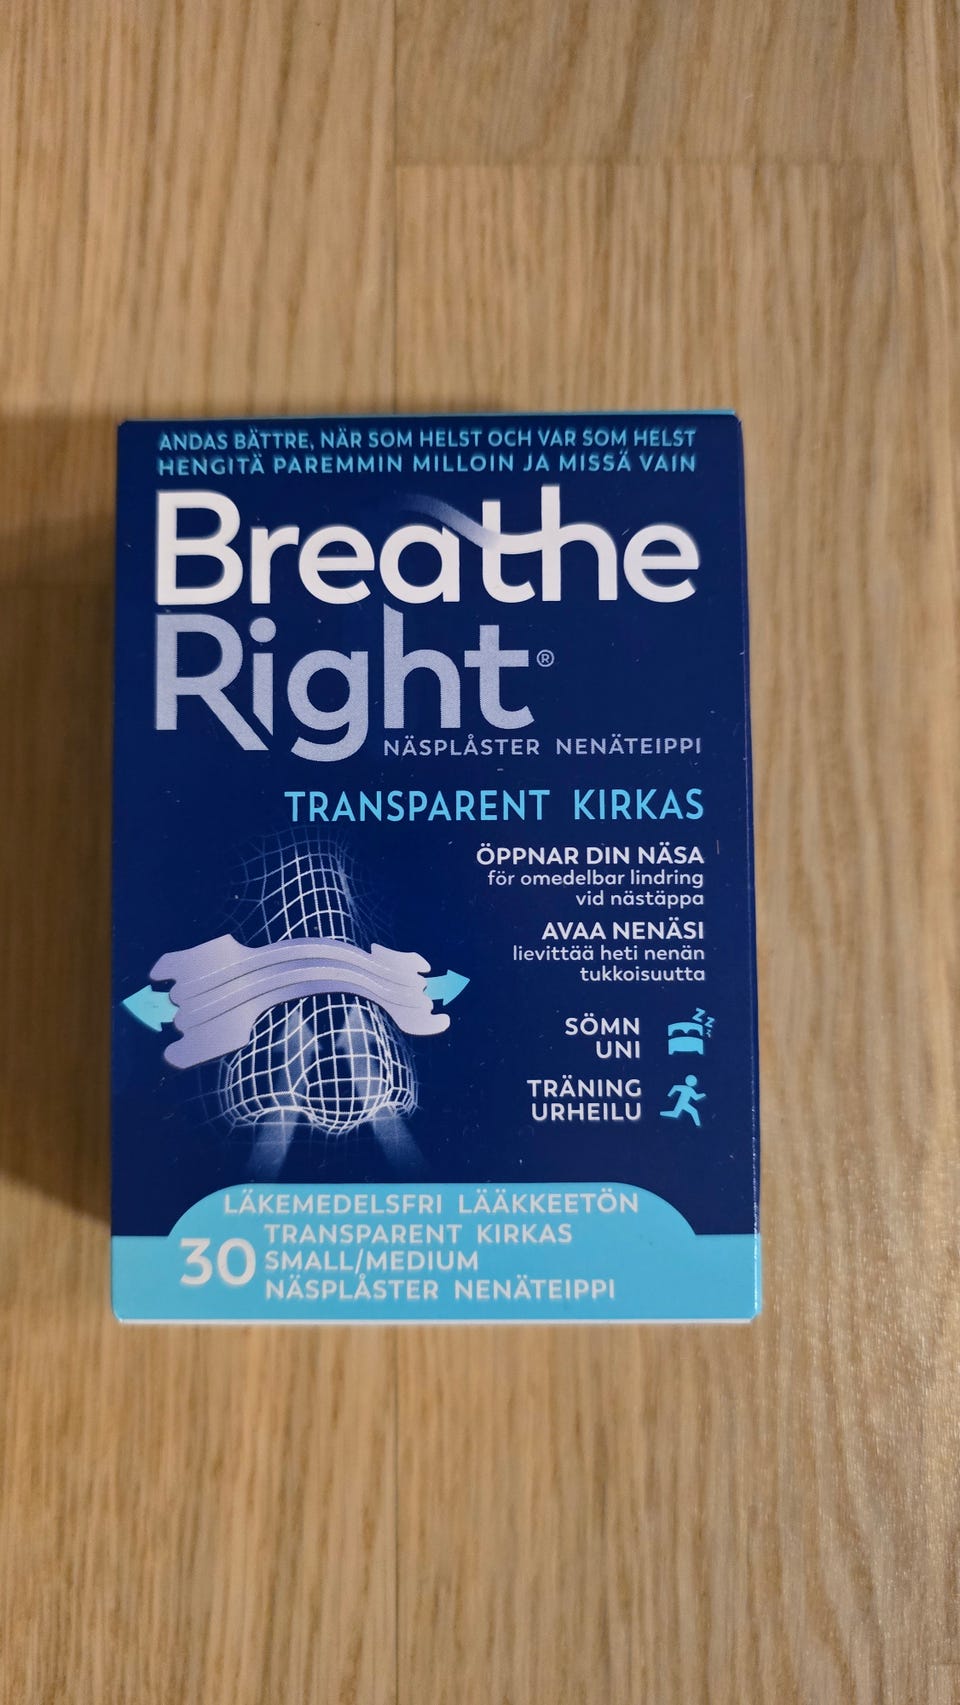 ANDAS BÄTTRE, NÄR SOM HELST OCH VAR SOM HELST
HENGITÄ PAREMMIN MILLOIN JA MISSÄ VAIN
Breathe
Right®
NÄSPLÅSTER NENÄTEIPPI
TRANSPARENT KIRKAS
ÖPPNAR DIN NÄSA
för omedelbar lindring
vid nästäppa
AVAA NENÄSI
lievittää heti nenän
tukkoisuutta
SÖMN
UNI
ZZZ
TRÄNING
URHEILU
LÄKEMEDELSFRI LÄÄKKEETÖN
30
TRANSPARENT KIRKAS
SMALL/MEDIUM
NÄSPLÅSTER NENÄTEIPPI